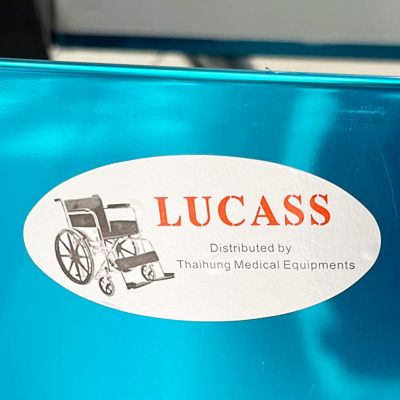 LUCASS
Distributed by
Thaihung Medical Equipments